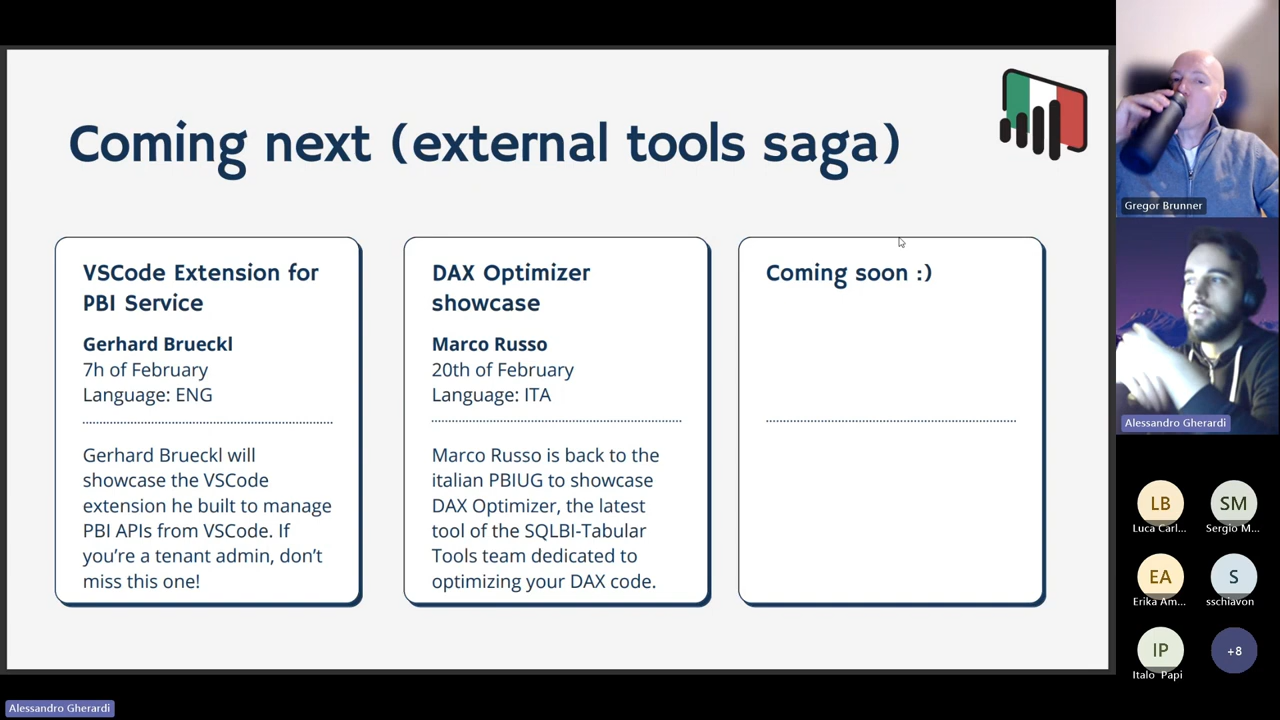 Coming next (external tools saga)
VSCode Extension for
PBI Service
Gerhard Brueckl
7h of February
Language: ENG
Gerhard Brueckl will
showcase the VSCode
extension he built to manage
PBI APIs from VSCode. If
you're a tenant admin, don't
miss this one!
DAX Optimizer
showcase
Marco Russo
20th of February
Language: ITA
Marco Russo is back to the
italian PBIUG to showcase
DAX Optimizer, the latest
tool of the SQLBI-Tabular
Tools team dedicated to
optimizing your DAX code.
Coming soon :)
Gregor Brunner
Alessandro Gherardi
LB
Luca Carl...
SM
Sergio M...
EA
Erika Am...
S
sschiavon
IP
Italo Papi
+8
Alessandro Gherardi